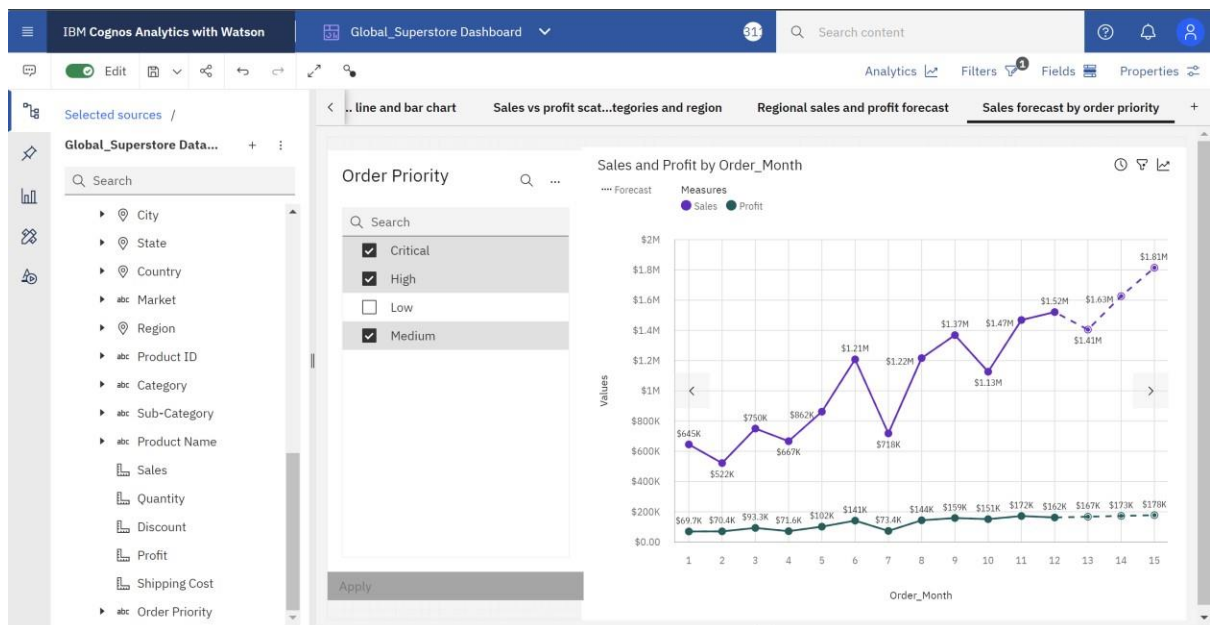 IBM Cognos Analytics with Watson
Global_Superstore Dashboard
Search content
Edit
Analytics
Filters
1
Fields
Properties
Selected sources /
Global_Superstore Data...
Search
City
State
Country
Market
Region
Product ID
Category
Sub-Category
Product Name
Sales
Quantity
Discount
Profit
Shipping Cost
Order Priority
abc
abc
abc
abc
abc
abc
... line and bar chart
Sales vs profit scat...tegories and region
Regional sales and profit forecast
Sales forecast by order priority
+
Order Priority
Search
Critical
High
Low
Medium
Apply
Sales and Profit by Order_Month
Forecast
Measures
Sales
Profit
Values
$2M
$1.8M
$1.6M
$1.4M
$1.2M
$1M
$800K
$600K
$400K
$200K
$0.00
$645K
$522K
$750K
$667K
$862K
$1.21M
$718K
$1.22M
$1.37M
$1.13M
$1.47M
$1.52M
$1.41M
$1.63M
$1.81M
$69.7K $70.4K $93.3K $71.6K $102K $141K $73.4K $144K $159K $151K $172K $162K $167K $173K $178K
1 2 3 4 5 6 7 8 9 10 11 12 13 14 15
Order_Month